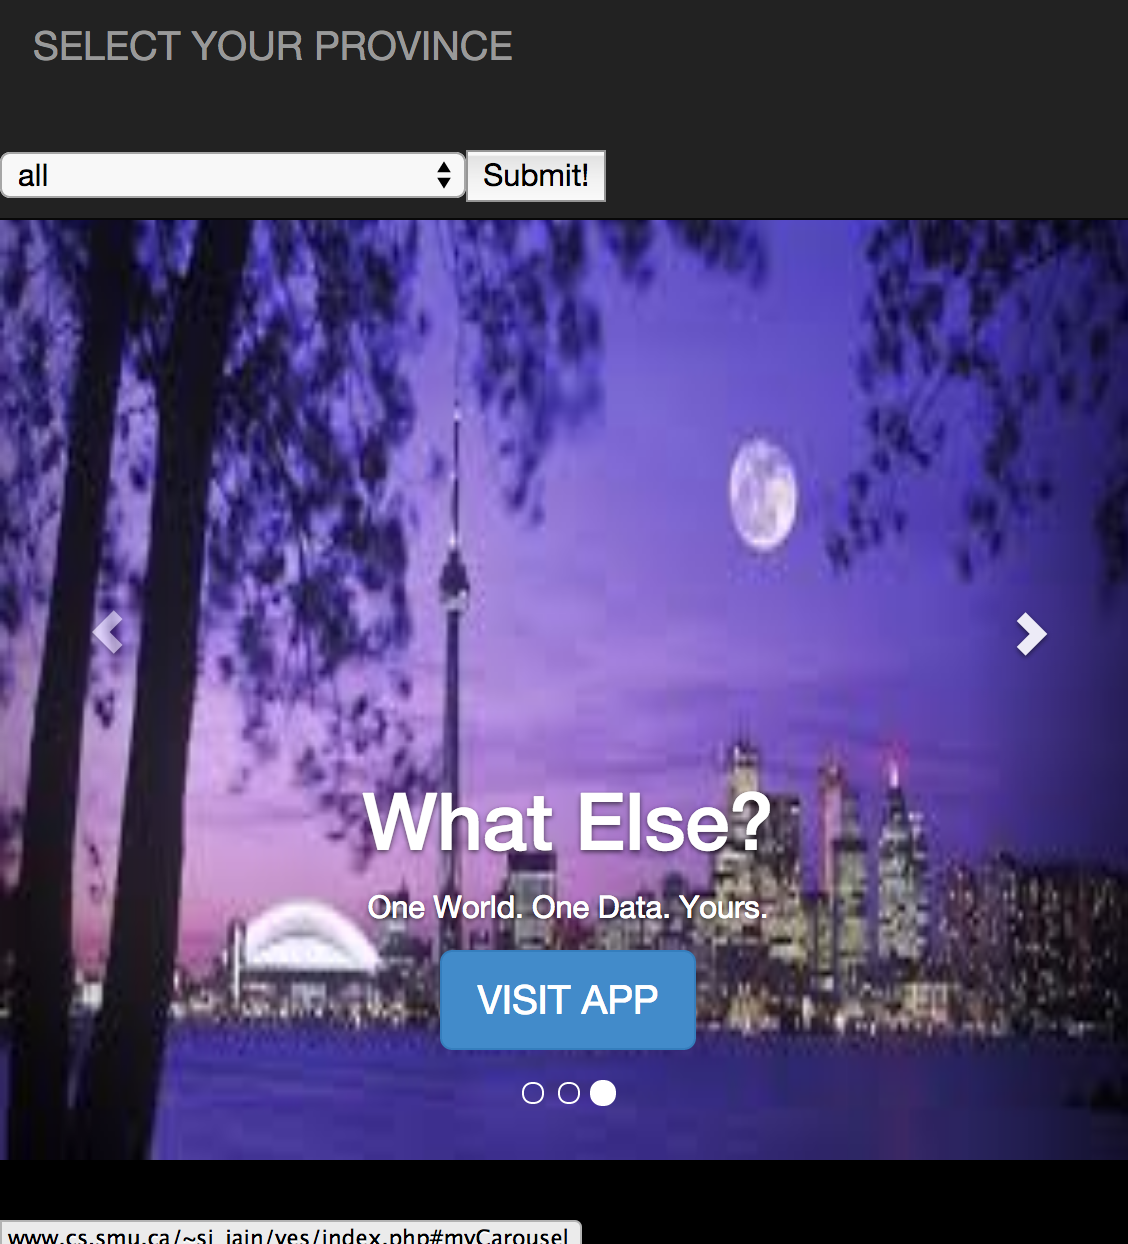 SELECT YOUR PROVINCE
all
Submit!
What Else?
One World. One Data. Yours.
VISIT APP
www.cs.smu.ca/~sj_jain/yes/index.php#myCarousel